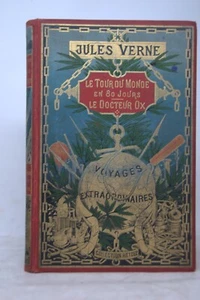 JULES VERNE
LE TOUR DU MONDE
EN 80 JOURS
LE DOCTEUR OX
VOYAGES
EXTRAORDINAIRES